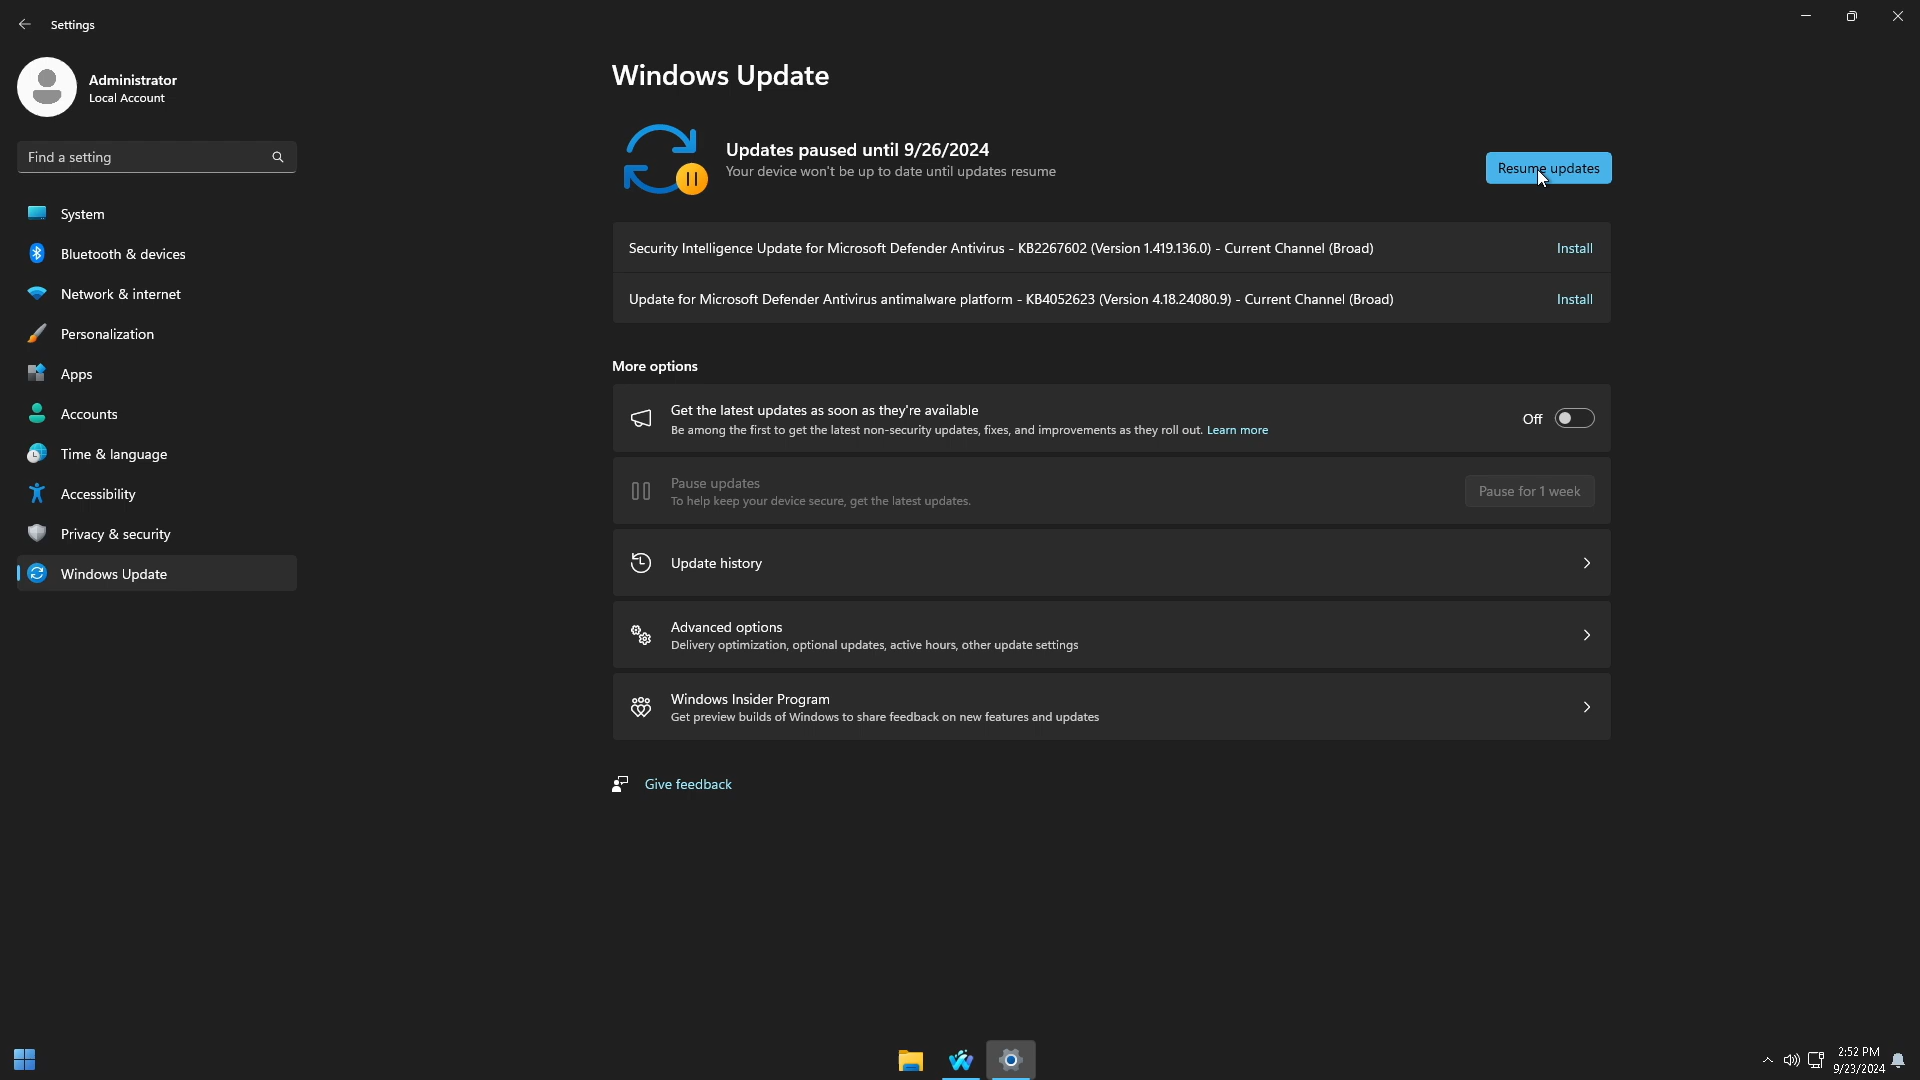 Settings
Administrator
Local Account
Find a setting
System
Bluetooth & devices
Network & internet
Personalization
Apps
Accounts
Time & language
Accessibility
Privacy & security
Windows Update
Windows Update
Updates paused until 9/26/2024
Your device won't be up to date until updates resume
Resume updates
Security Intelligence Update for Microsoft Defender Antivirus - KB2267602 (Version 1.419.136.0) - Current Channel (Broad)
Install
Update for Microsoft Defender Antivirus antimalware platform - KB4052623 (Version 4.18.24080.9) - Current Channel (Broad)
Install
More options
Get the latest updates as soon as they're available
Be among the first to get the latest non-security updates, fixes, and improvements as they roll out. Learn more
Off
Pause updates
To help keep your device secure, get the latest updates.
Pause for 1 week
Update history
Advanced options
Delivery optimization, optional updates, active hours, other update settings
Windows Insider Program
Get preview builds of Windows to share feedback on new features and updates
Give feedback
2:52 PM
9/23/2024